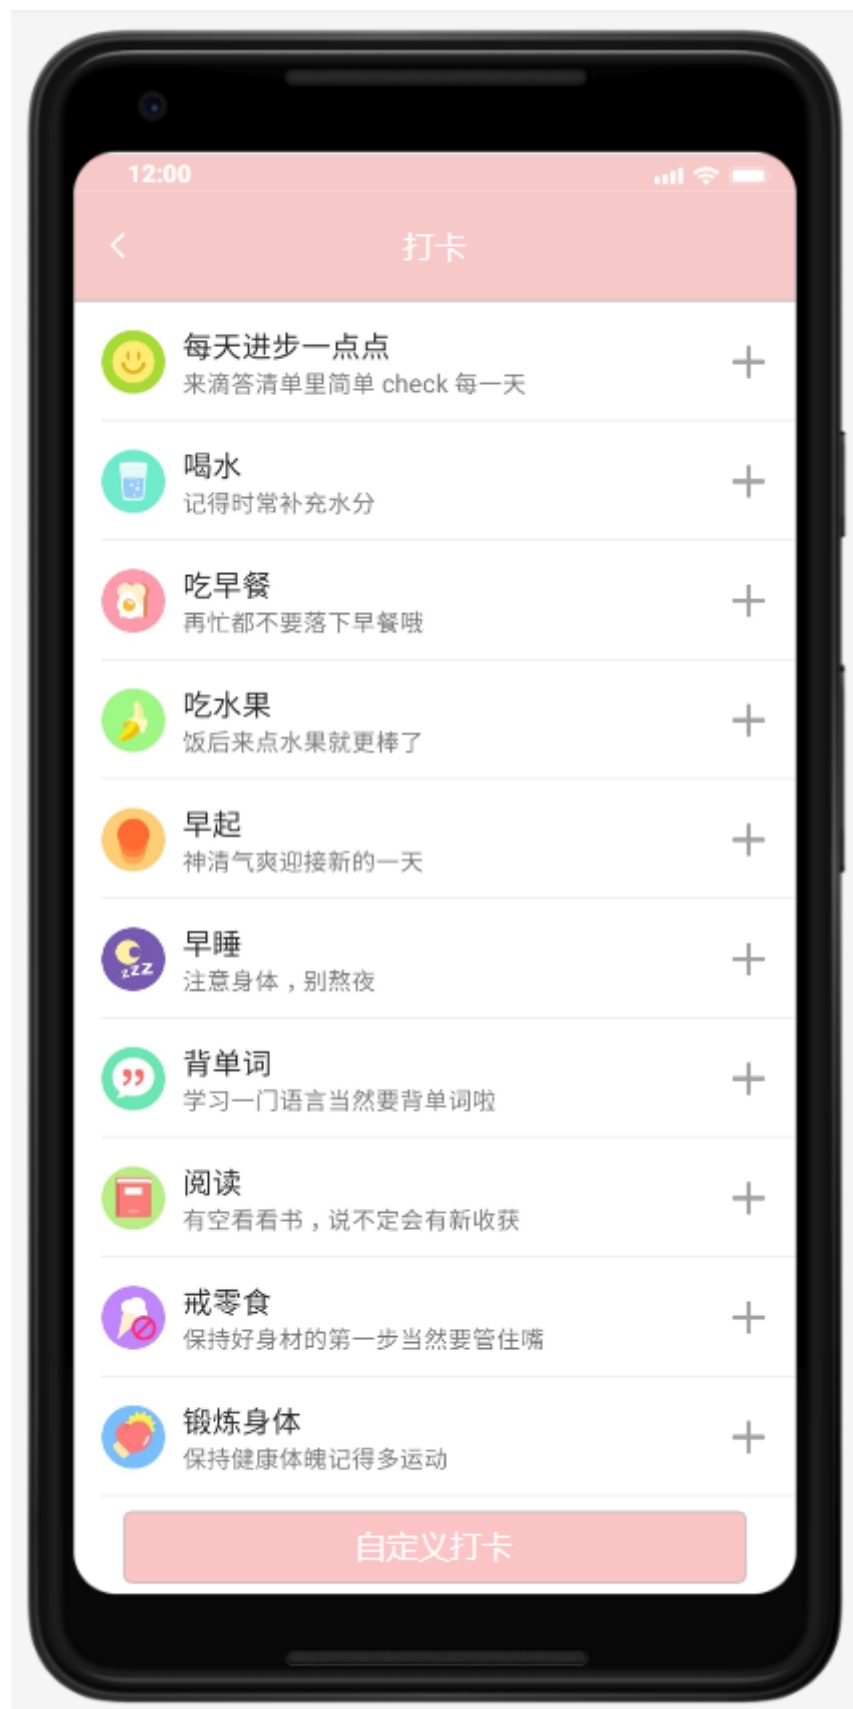 12:00
打卡
每天进步一点点
来滴答清单里简单 check 每一天
喝水
记得时常补充水分
吃早餐
再忙都不要落下早餐哦
吃水果
饭后来点水果就更棒了
早起
神清气爽迎接新的一天
早睡
zzz
注意身体，别熬夜
背单词
学习一门语言当然要背单词啦
阅读
有空看看书，说不定会有新收获
戒零食
保持好身材的第一步当然要管住嘴
锻炼身体
保持健康体魄记得多运动
自定义打卡